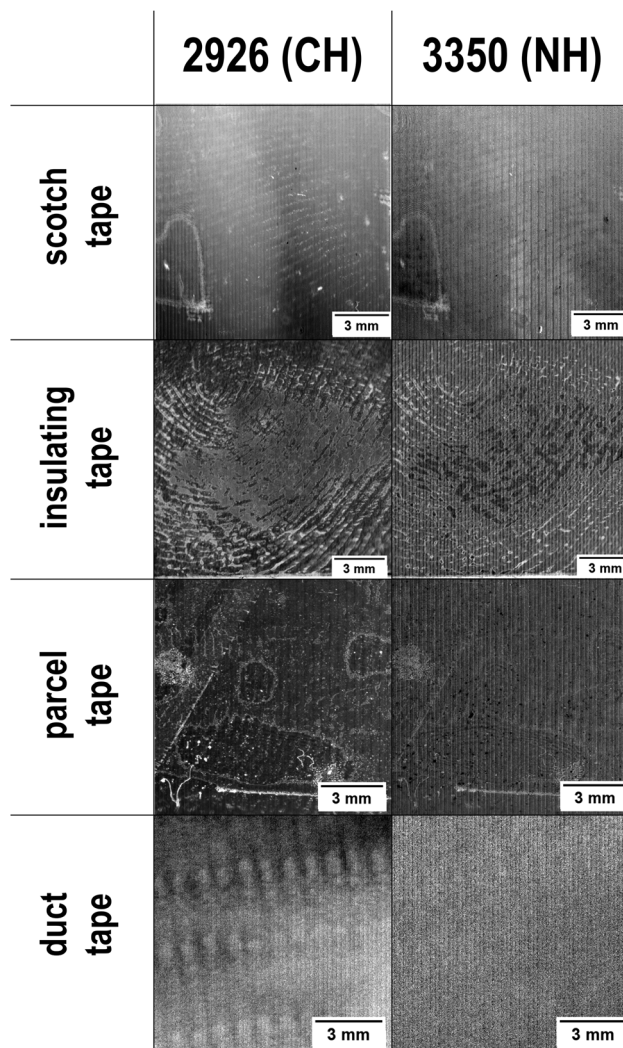 2926 (CH) 3350 (NH)
scotch
tape
3 mm 3 mm
insulating
tape
3 mm 3 mm
parcel
tape
3 mm 3 mm
duct
tape
3 mm 3 mm